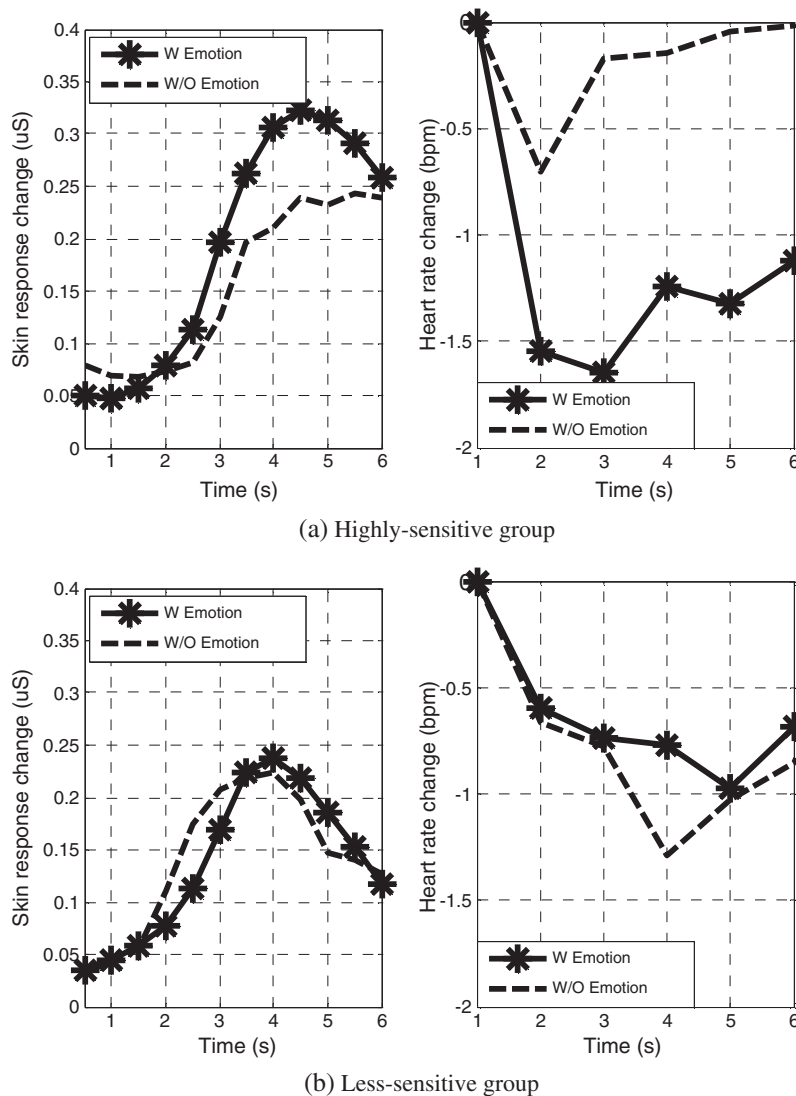 0.4
0.35
0.3
0.25
0.2
0.15
0.1
0.05
0
Skin response change (uS)
W Emotion
W/O Emotion
1 2 3 4 5 6
Time (s)
0
-0.5
-1
-1.5
-2
Heart rate change (bpm)
W Emotion
W/O Emotion
1 2 3 4 5 6
Time (s)
(a) Highly-sensitive group
0.4
0.35
0.3
0.25
0.2
0.15
0.1
0.05
0
Skin response change (uS)
W Emotion
W/O Emotion
1 2 3 4 5 6
Time (s)
0
-0.5
-1
-1.5
-2
Heart rate change (bpm)
W Emotion
W/O Emotion
1 2 3 4 5 6
Time (s)
(b) Less-sensitive group